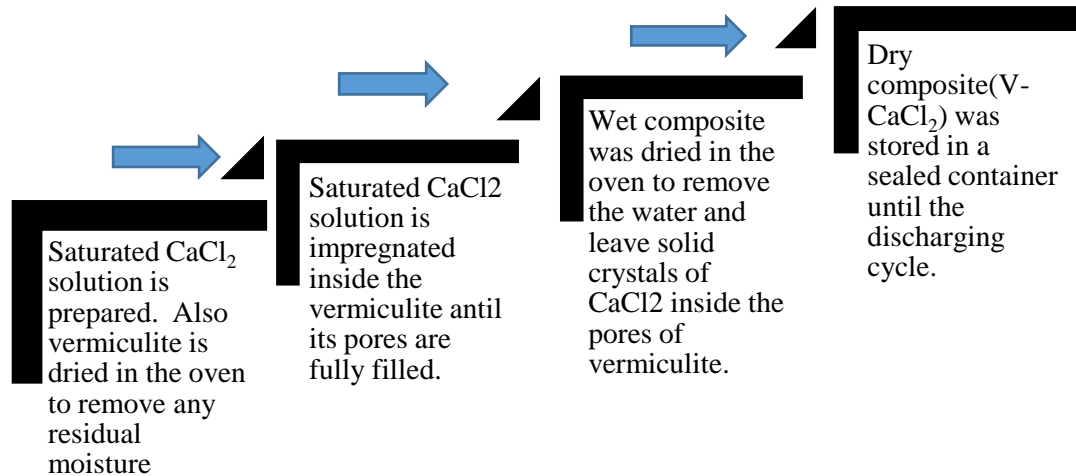 Saturated CaCl₂
solution is
prepared.  Also
vermiculite is
dried in the oven
to remove any
residual
moisture
Saturated CaCl2
solution is
impregnated
inside the
vermiculite until
its pores are
fully filled.
Wet composite
was dried in the
oven to remove
the water and
leave solid
crystals of
CaCl2 inside the
pores of
vermiculite.
Dry
composite(V-
CaCl₂) was
stored in a
sealed container
until the
discharging
cycle.